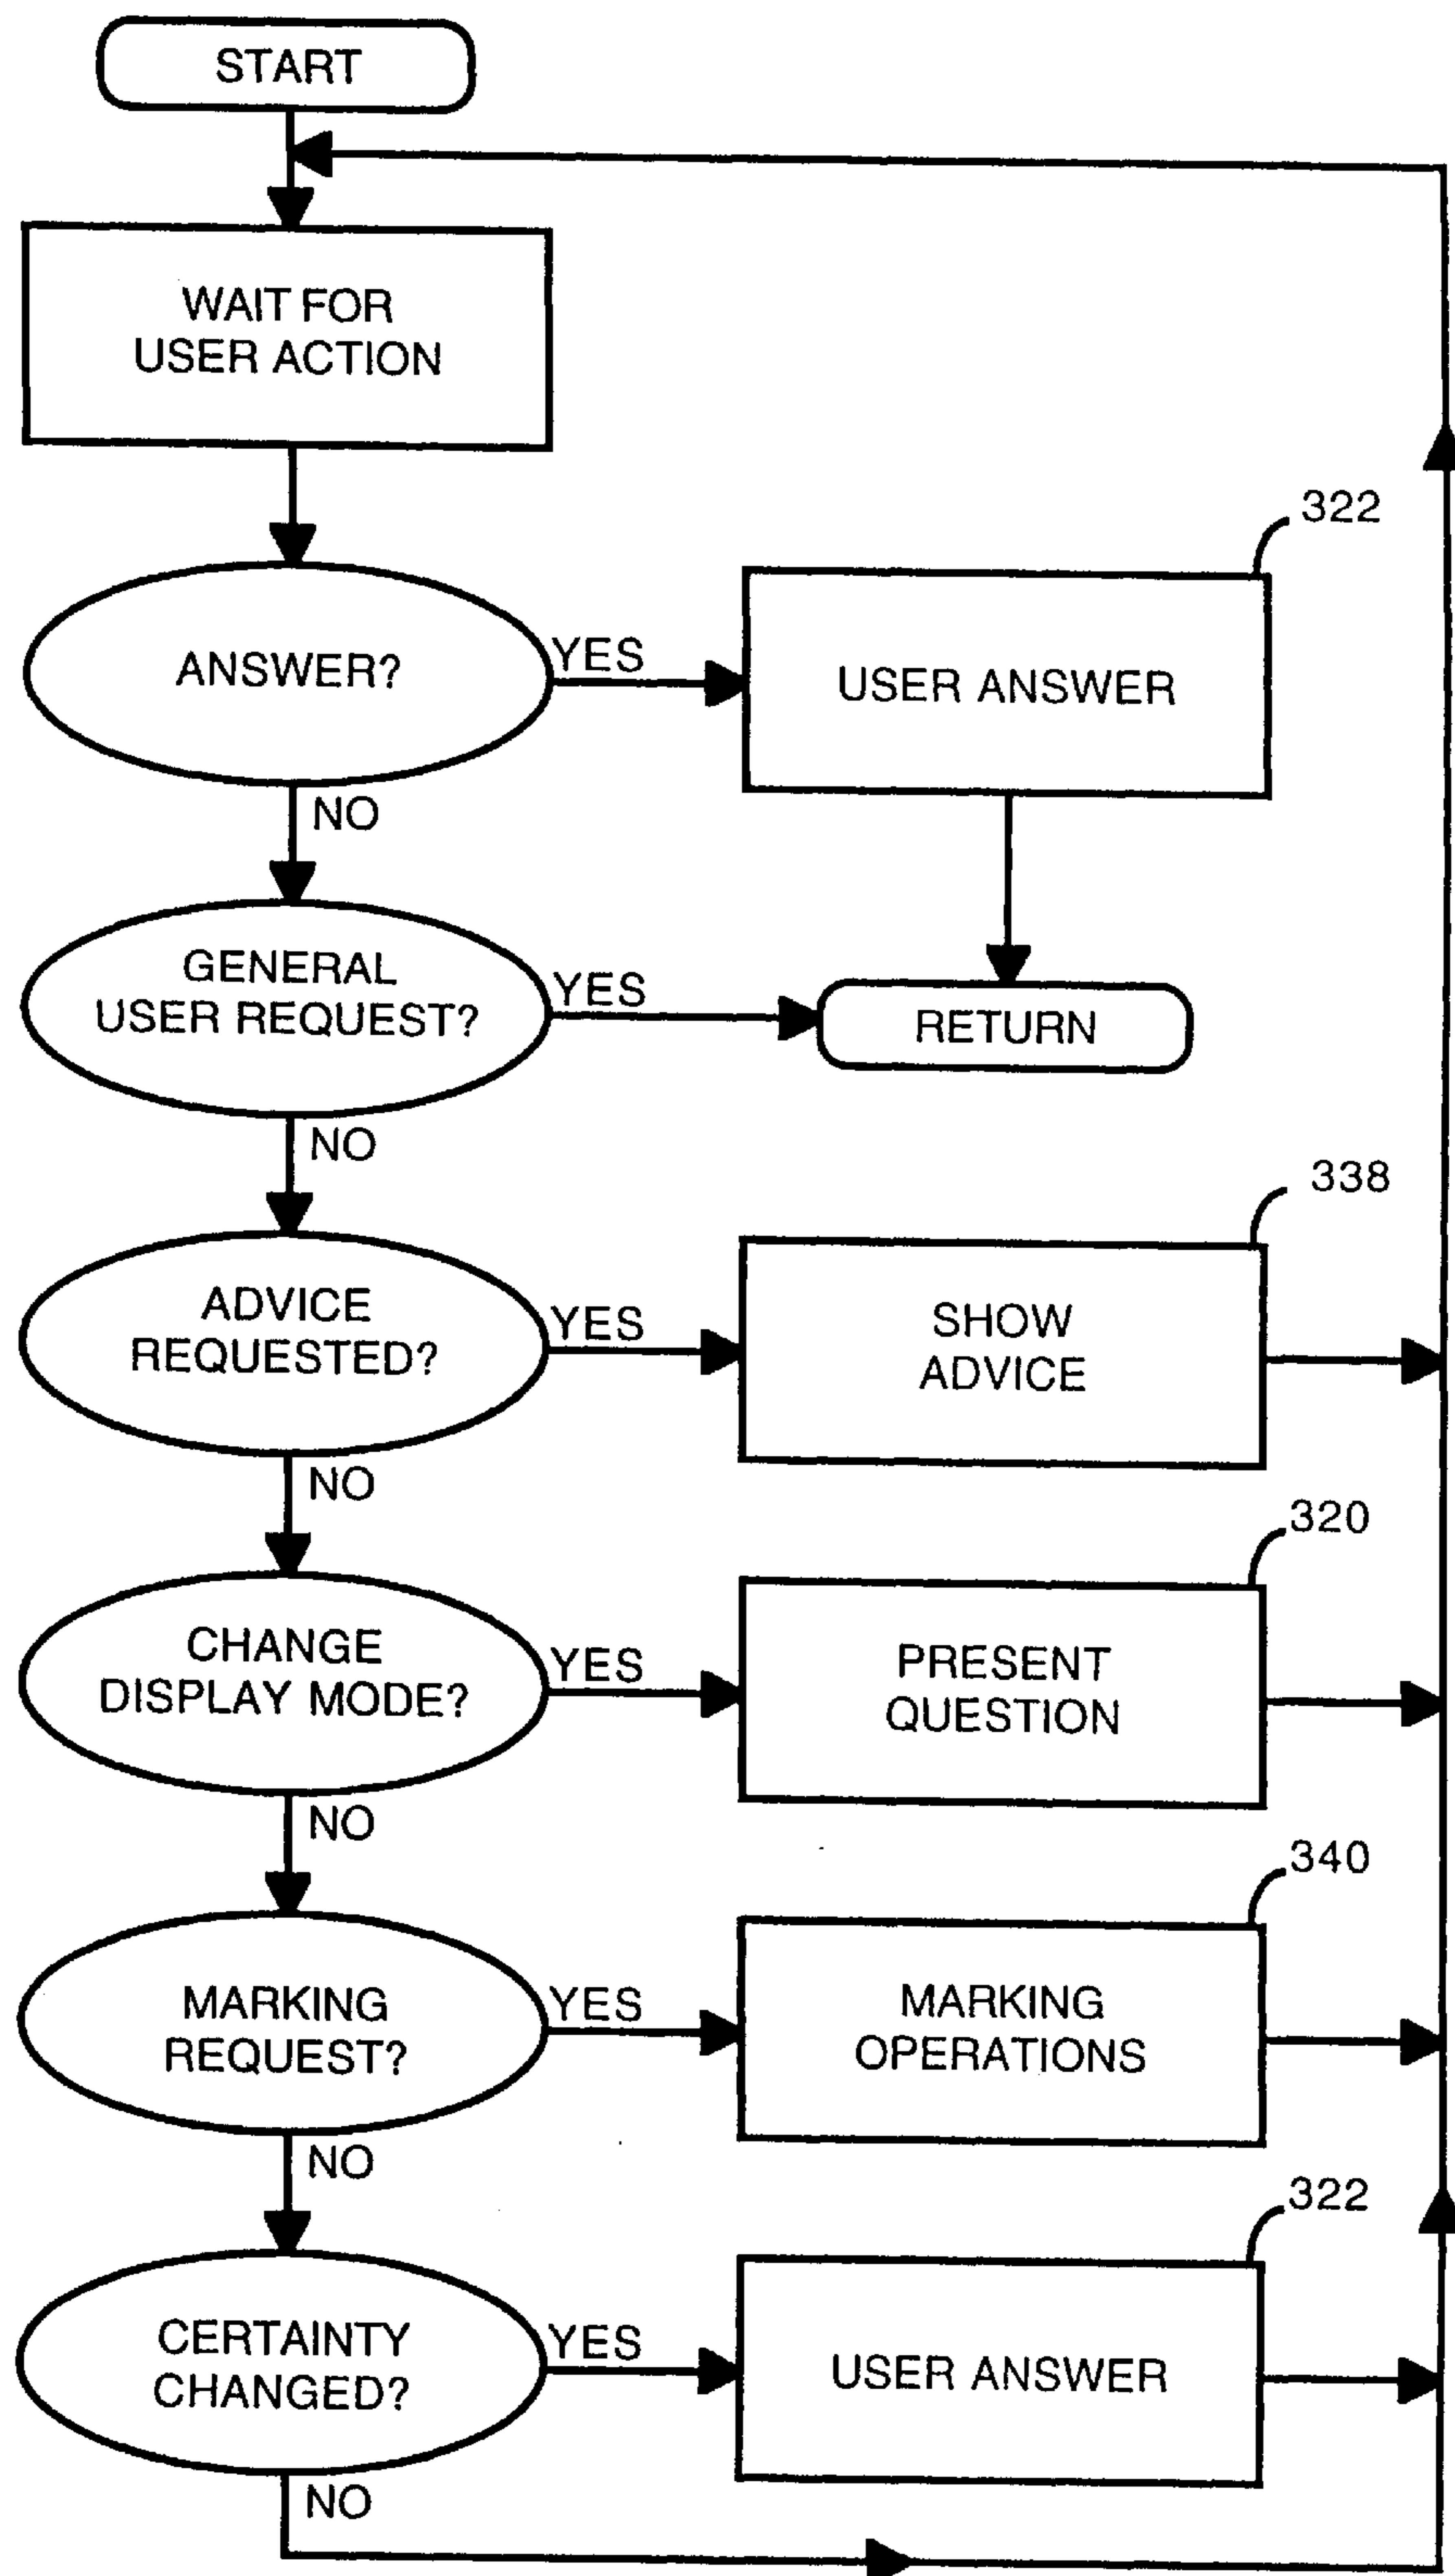 START
WAIT FOR
USER ACTION
322
ANSWER?
YES
USER ANSWER
NO
GENERAL
USER REQUEST?
YES
RETURN
NO
338
ADVICE
REQUESTED?
YES
SHOW
ADVICE
NO
320
CHANGE
DISPLAY MODE?
YES
PRESENT
QUESTION
NO
340
MARKING
REQUEST?
YES
MARKING
OPERATIONS
NO
322
CERTAINTY
CHANGED?
YES
USER ANSWER
NO